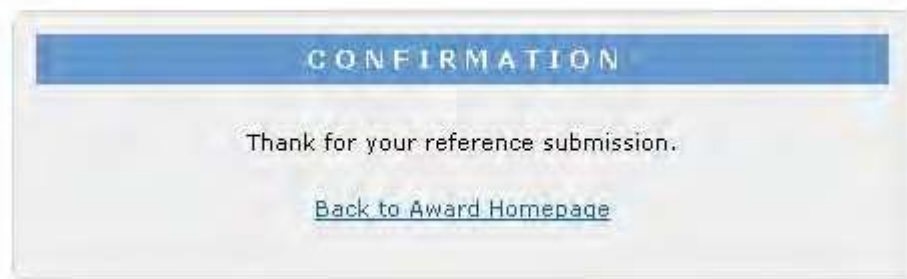 CONFIRMATION
Thank for your reference submission.
Back to Award Homepage